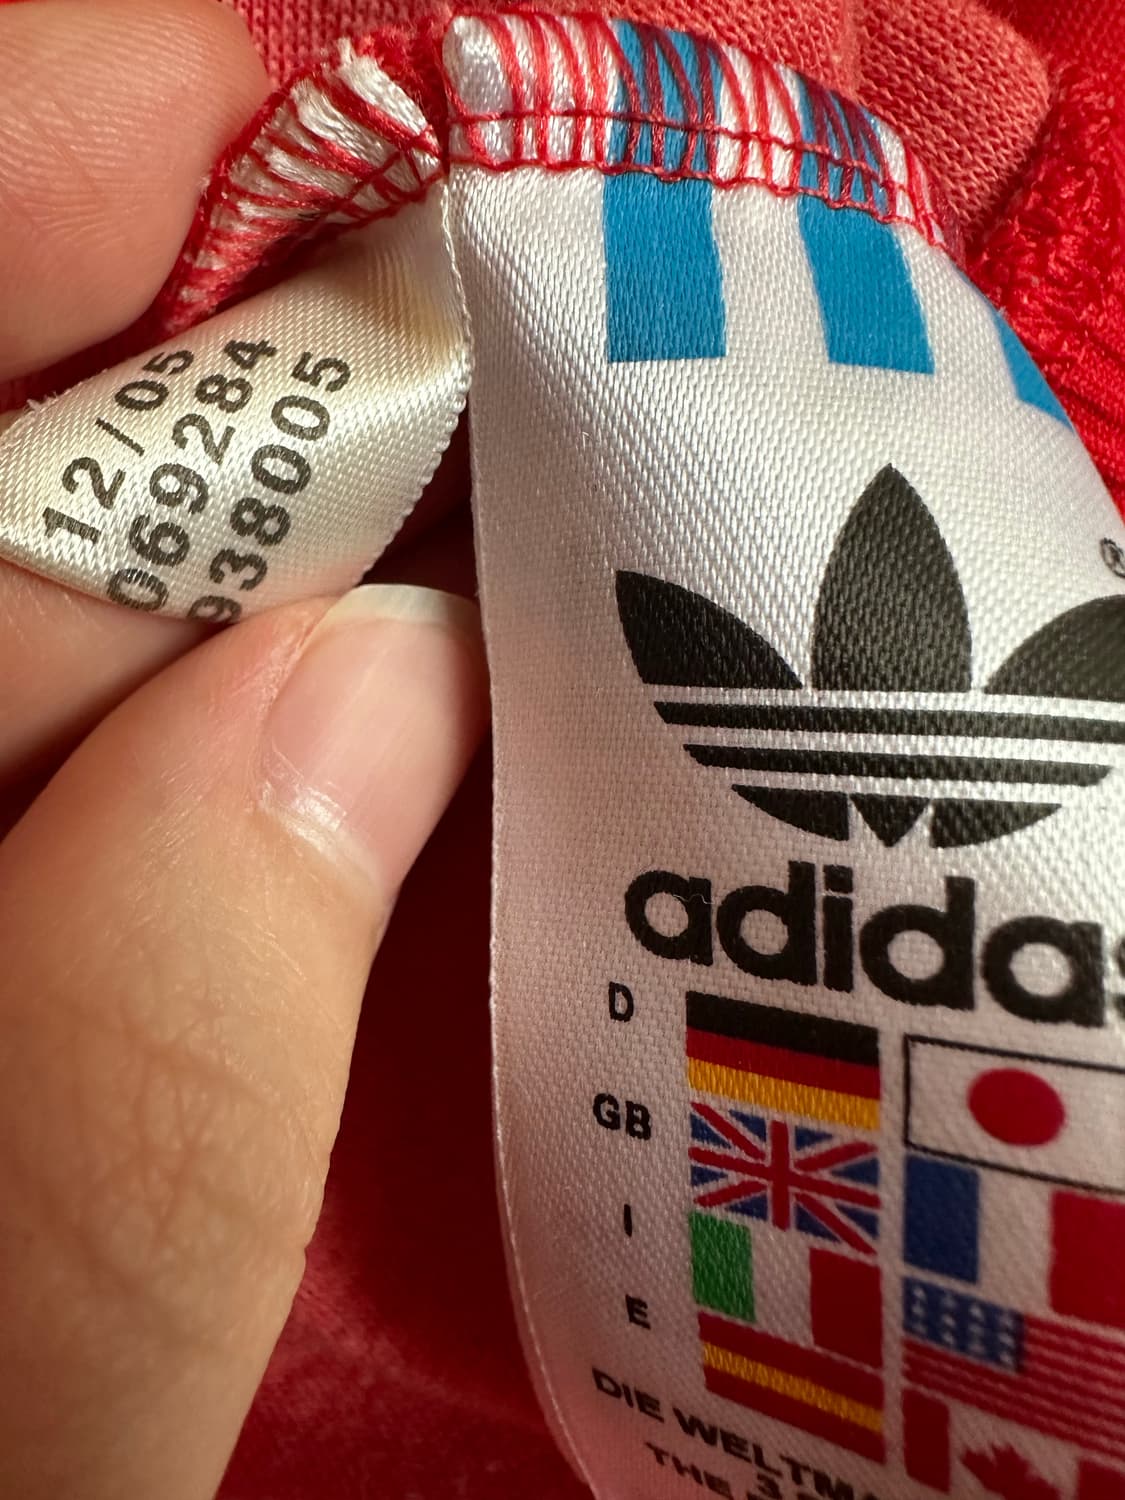 12/05
069284
938005
®
adidas
D
GB
I
E
DIE WELTMA
THE 3